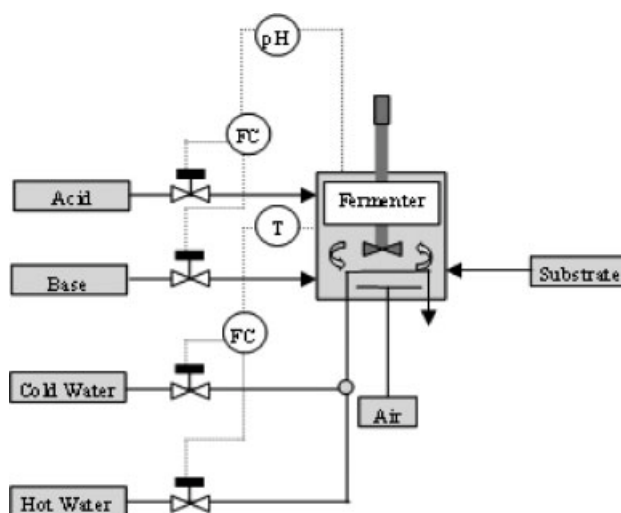 pH
FC
Acid
Fermenter
T
Base
Substrate
FC
Cold Water
Air
Hot Water